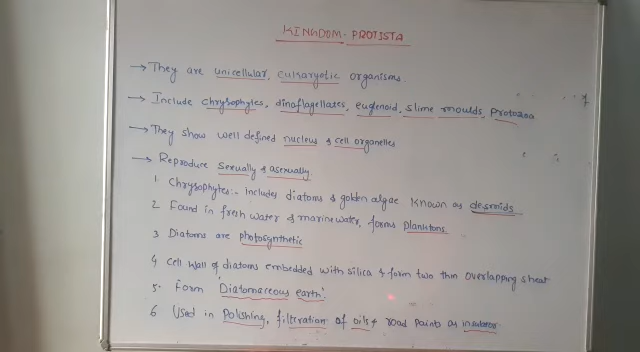 KINGDOM - PROTISTA
→ They are unicellular, eukaryotic organisms.
→ Include chrysophytes, dinoflagellates, euglenoid, slime moulds, Protozoa
→ They show well defined nucleus & cell organelles
→ Reproduce sexually & asexually
1 Chrysophytes:- includes diatoms & golden algae known as desmids
2 Found in fresh water & marine water, forms planktons.
3 Diatoms are photosynthetic
4 Cell wall of diatoms embedded with silica & form two thin overlapping sheat
5. Form 'Diatomaceous earth'.
6 Used in polishing, filteration of oils & road paints as insulator